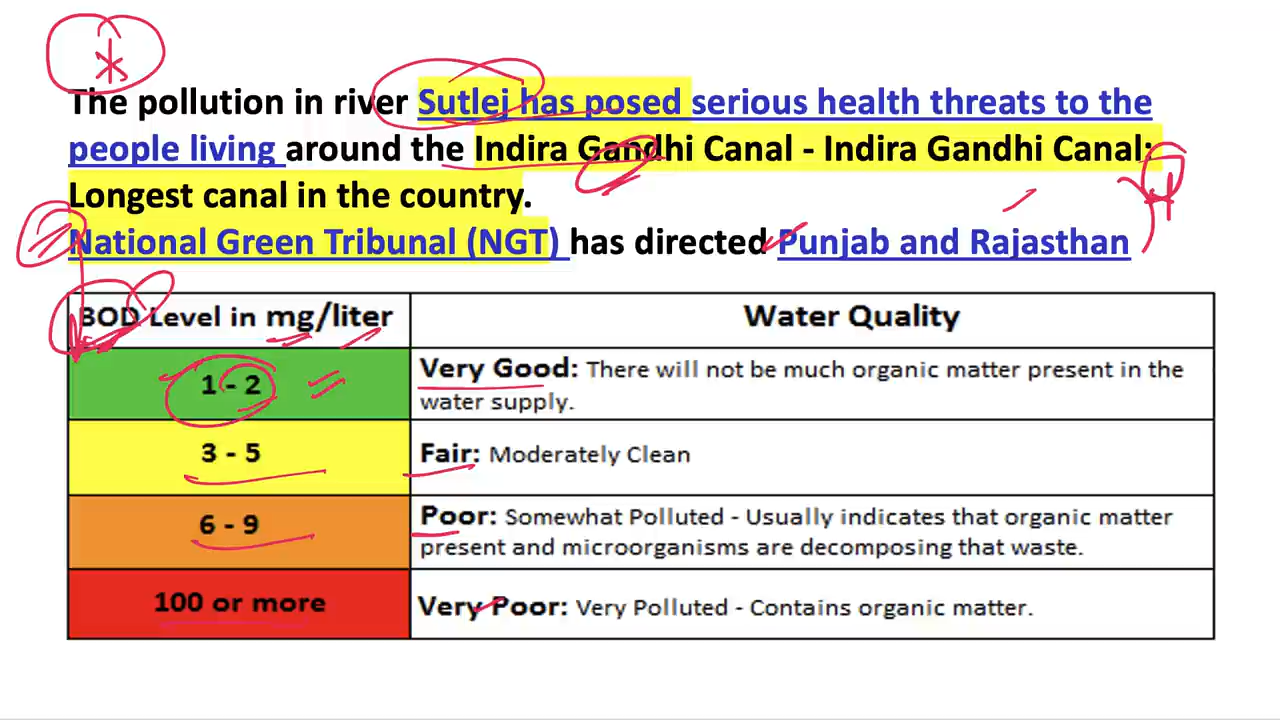 The pollution in river Sutlej has posed serious health threats to the
people living around the Indira Gandhi Canal - Indira Gandhi Canal;
Longest canal in the country.
National Green Tribunal (NGT) has directed Punjab and Rajasthan
BOD Level in mg/liter
Water Quality
1 - 2
Very Good: There will not be much organic matter present in the
water supply.
3 - 5
Fair: Moderately Clean
6 - 9
Poor: Somewhat Polluted - Usually indicates that organic matter
present and microorganisms are decomposing that waste.
100 or more
Very Poor: Very Polluted - Contains organic matter.